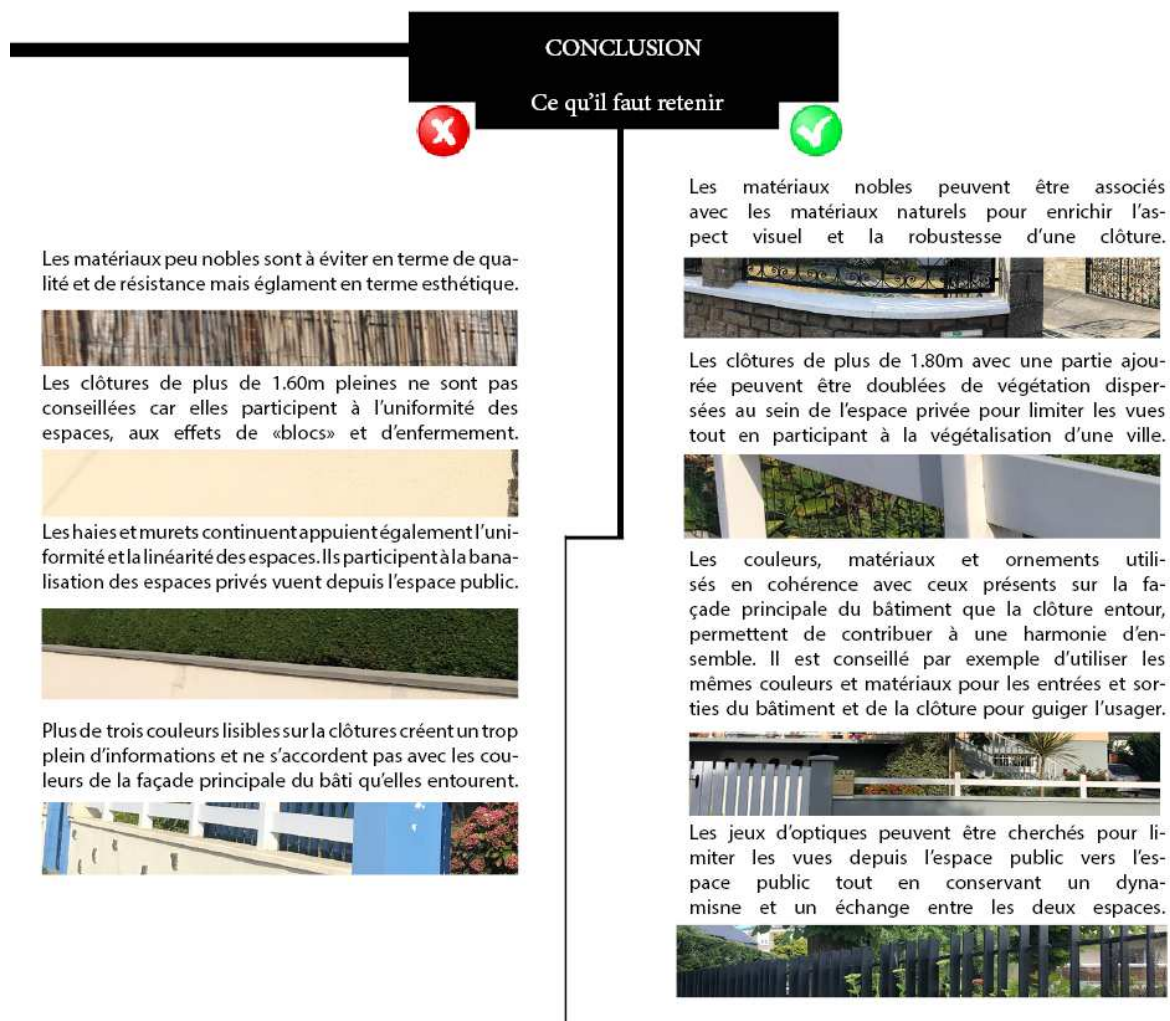 CONCLUSION
Ce qu'il faut retenir
Les matériaux peu nobles sont à éviter en terme de qua-
lité et de résistance mais églament en terme esthétique.
Les clôtures de plus de 1.60m pleines ne sont pas
conseillées car elles participent à l'uniformité des
espaces, aux effets de «blocs» et d'enfermement.
Les haies et murets continuent appuient également l'uni-
formité et la linéarité des espaces. Ils participent à la bana-
lisation des espaces privés vuent depuis l'espace public.
Plus de trois couleurs lisibles sur la clôtures créent un trop
plein d'informations et ne s'accordent pas avec les cou-
leurs de la façade principale du bâti qu'elles entourent.
Les matériaux nobles peuvent être associés
avec les matériaux naturels pour enrichir l'as-
pect visuel et la robustesse d'une clôture.
Les clôtures de plus de 1.80m avec une partie ajou-
rée peuvent être doublées de végétation disper-
sées au sein de l'espace privée pour limiter les vues
tout en participant à la végétalisation d'une ville.
Les couleurs, matériaux et ornements utili-
sés en cohérence avec ceux présents sur la fa-
çade principale du bâtiment que la clôture entour,
permettent de contribuer à une harmonie d'en-
semble. Il est conseillé par exemple d'utiliser les
mêmes couleurs et matériaux pour les entrées et sor-
ties du bâtiment et de la clôture pour guiger l'usager.
Les jeux d'optiques peuvent être cherchés pour li-
miter les vues depuis l'espace public vers l'es-
pace public tout en conservant un dyna-
misne et un échange entre les deux espaces.